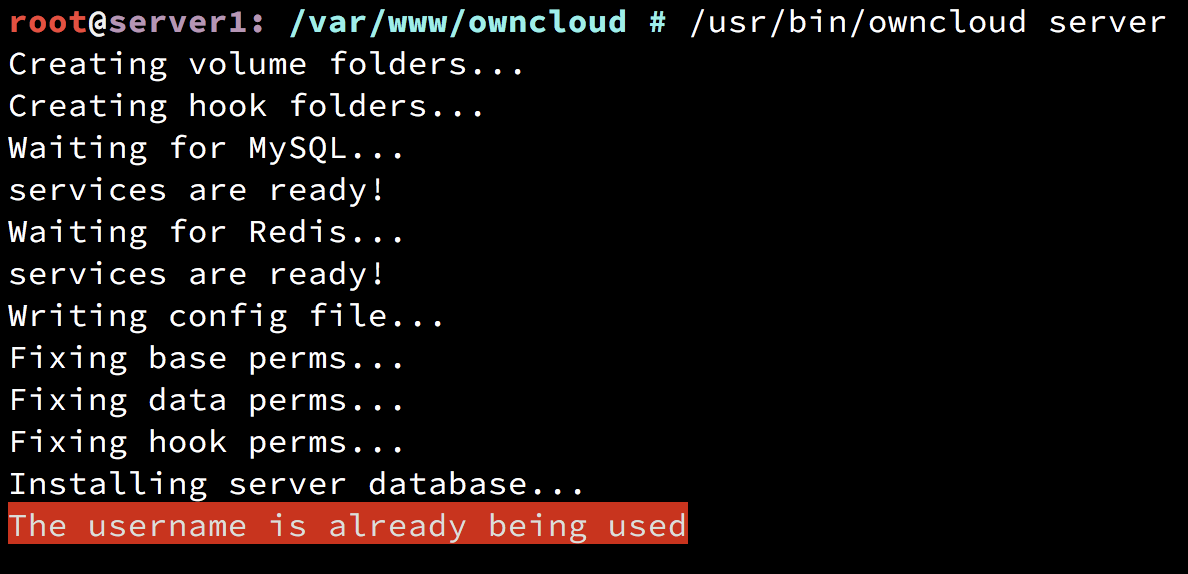 root@server1: /var/www/owncloud # /usr/bin/owncloud server
Creating volume folders...
Creating hook folders...
Waiting for MySQL...
services are ready!
Waiting for Redis...
services are ready!
Writing config file...
Fixing base perms...
Fixing data perms...
Fixing hook perms...
Installing server database...
The username is already being used